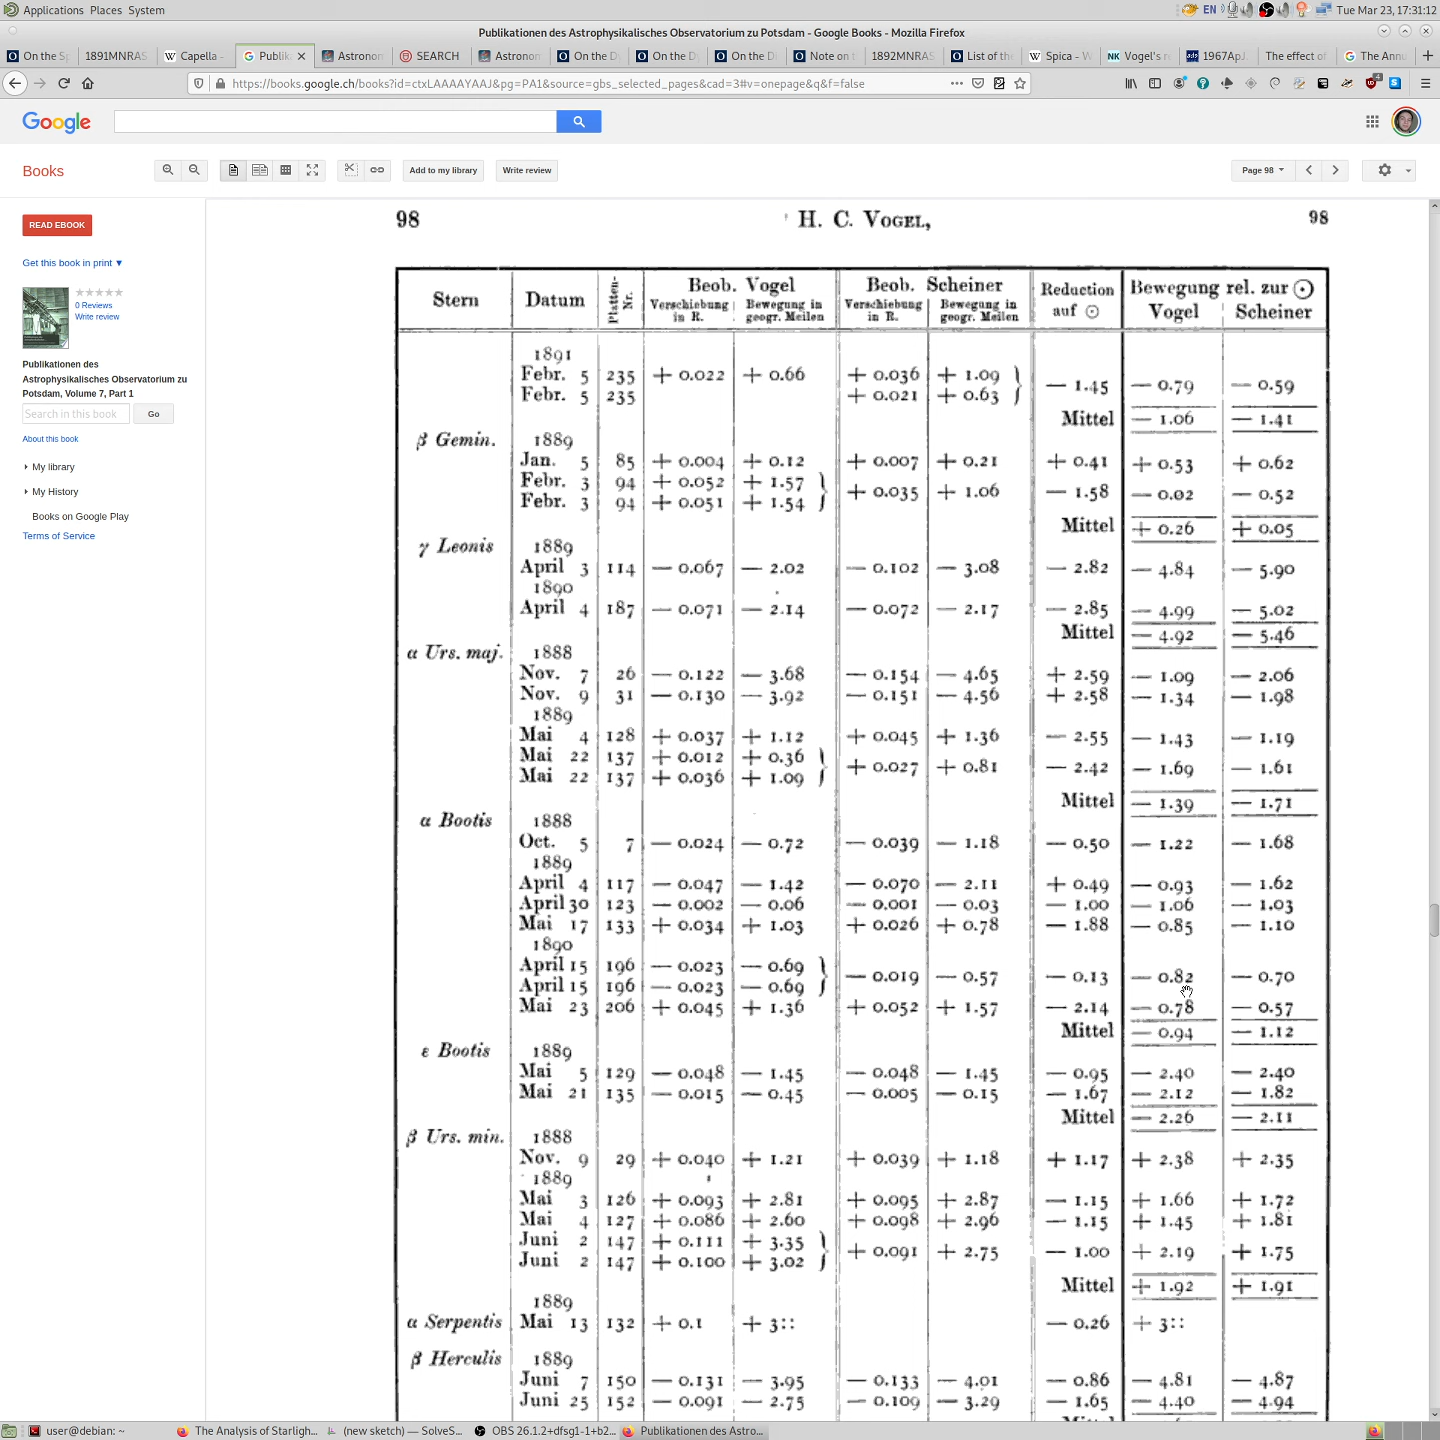 Applications Places System EN Tue Mar 23, 17:31:12
Publikationen des Astrophysikalisches Observatorium zu Potsdam - Google Books - Mozilla Firefox
On the Sp 1891MNRAS Capella - Publik Astronom SEARCH Astronom On the D On the D On the D Note on t 1892MNRAS List of the Spica - W Vogel's r 1967ApJ. The effect of The Annu
https://books.google.ch/books?id=ctxLAAAAYAAJ&pg=PA1&source=gbs_selected_pages&cad=3#v=onepage&q&f=false
Google
Books Add to my library Write review Page 98
READ EBOOK
Get this book in print ▼
0 Reviews
Write review
Publikationen des
Astrophysikalisches Observatorium zu
Potsdam, Volume 7, Part 1
Search in this book Go
About this book
My library
My History
Books on Google Play
Terms of Service
98 H. C. VOGEL, 98
Stern Datum Platten-Nr. Beob. Vogel Beob. Scheiner Reduction auf ⊙ Bewegung rel. zur ⊙
Verschiebung in R. Bewegung in geogr. Meilen Verschiebung in R. Bewegung in geogr. Meilen Vogel Scheiner
1891
Febr. 5 235 + 0.022 + 0.66 + 0.036 + 1.09 } — 1.45 — 0.79 — 0.59
Febr. 5 235 + 0.021 + 0.63
Mittel — 1.06 — 1.41
β Gemin. 1889
Jan. 5 85 + 0.004 + 0.12 + 0.007 + 0.21 + 0.41 + 0.53 + 0.62
Febr. 3 94 + 0.052 + 1.57 } + 0.035 + 1.06 — 1.58 — 0.02 — 0.52
Febr. 3 94 + 0.051 + 1.54
Mittel + 0.26 + 0.05
γ Leonis 1889
April 3 114 — 0.067 — 2.02 — 0.102 — 3.08 — 2.82 — 4.84 — 5.90
1890
April 4 187 — 0.071 — 2.14 — 0.072 — 2.17 — 2.85 — 4.99 — 5.02
Mittel — 4.92 — 5.46
α Urs. maj. 1888
Nov. 7 26 — 0.122 — 3.68 — 0.154 — 4.65 + 2.59 — 1.09 — 2.06
Nov. 9 31 — 0.130 — 3.92 — 0.151 — 4.56 + 2.58 — 1.34 — 1.98
1889
Mai 4 128 + 0.037 + 1.12 + 0.045 + 1.36 — 2.55 — 1.43 — 1.19
Mai 22 137 + 0.012 + 0.36 } + 0.027 + 0.81 — 2.42 — 1.69 — 1.61
Mai 22 137 + 0.036 + 1.09
Mittel — 1.39 — 1.71
α Bootis 1888
Oct. 5 7 — 0.024 — 0.72 — 0.039 — 1.18 — 0.50 — 1.22 — 1.68
1889
April 4 117 — 0.047 — 1.42 — 0.070 — 2.11 + 0.49 — 0.93 — 1.62
April 30 123 — 0.002 — 0.06 — 0.001 — 0.03 — 1.00 — 1.06 — 1.03
Mai 17 133 + 0.034 + 1.03 + 0.026 + 0.78 — 1.88 — 0.85 — 1.10
1890
April 15 196 — 0.023 — 0.69 } — 0.019 — 0.57 — 0.13 — 0.82 — 0.70
April 15 196 — 0.023 — 0.69
Mai 23 206 + 0.045 + 1.36 + 0.052 + 1.57 — 2.14 — 0.78 — 0.57
Mittel — 0.94 — 1.12
ε Bootis 1889
Mai 5 129 — 0.048 — 1.45 — 0.048 — 1.45 — 0.95 — 2.40 — 2.40
Mai 21 135 — 0.015 — 0.45 — 0.005 — 0.15 — 1.67 — 2.12 — 1.82
Mittel — 2.26 — 2.11
β Urs. min. 1888
Nov. 9 29 + 0.040 + 1.21 + 0.039 + 1.18 + 1.17 + 2.38 + 2.35
1889
Mai 3 126 + 0.093 + 2.81 + 0.095 + 2.87 — 1.15 + 1.66 + 1.72
Mai 4 127 + 0.086 + 2.60 + 0.098 + 2.96 — 1.15 + 1.45 + 1.81
Juni 2 147 + 0.111 + 3.35 } + 0.091 + 2.75 — 1.00 + 2.19 + 1.75
Juni 2 147 + 0.100 + 3.02
Mittel + 1.92 + 1.91
1889
α Serpentis Mai 13 132 + 0.1 + 3:: — 0.26 + 3::
β Herculis 1889
Juni 7 150 — 0.131 — 3.95 — 0.133 — 4.01 — 0.86 — 4.81 — 4.87
Juni 25 152 — 0.091 — 2.75 — 0.109 — 3.29 — 1.65 — 4.40 — 4.94
user@debian: ~ The Analysis of Starligh... (new sketch) — SolveS... OBS 26.1.2+dfsg1-1+b2... Publikationen des Astro...